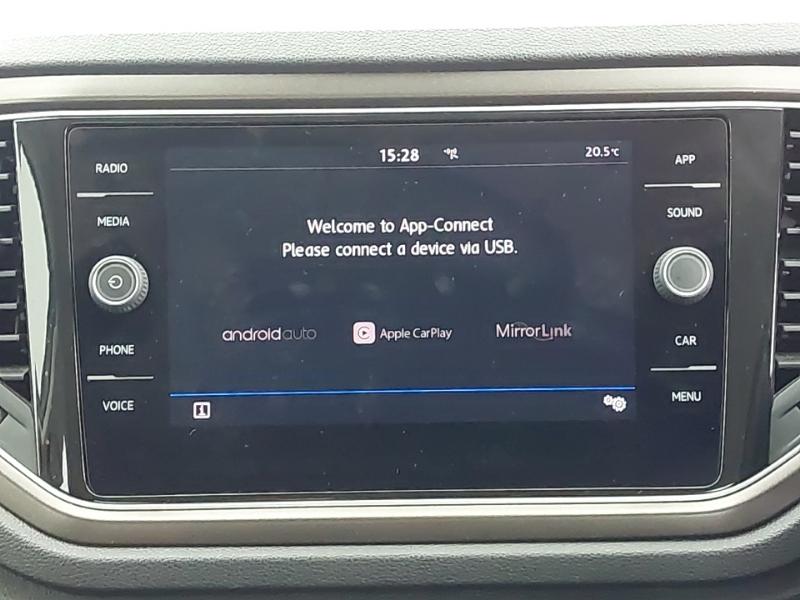 15:28
20.5°C
RADIO
MEDIA
PHONE
VOICE
Welcome to App-Connect
Please connect a device via USB.
androidauto
Apple CarPlay
MirrorLink
APP
SOUND
CAR
MENU